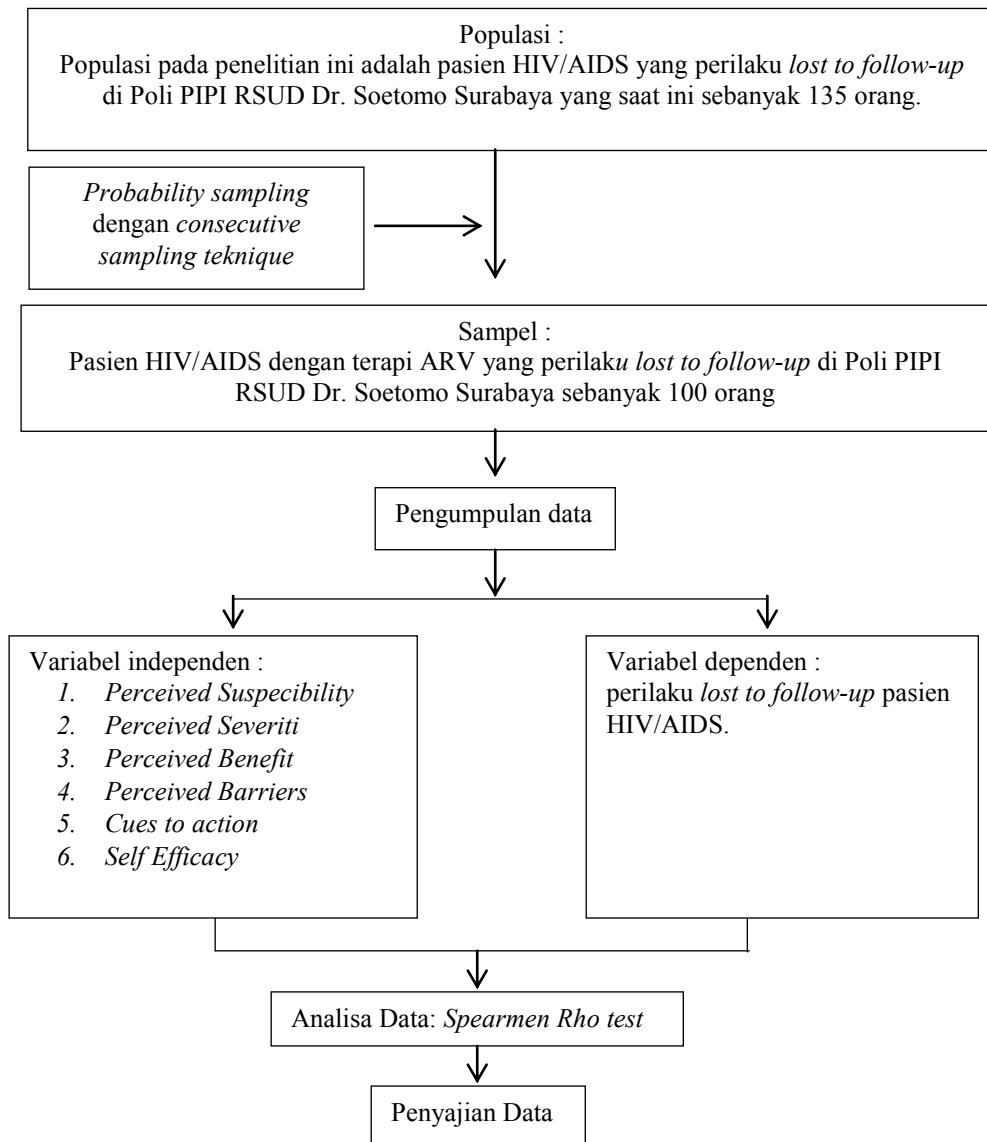 Populasi :
Populasi pada penelitian ini adalah pasien HIV/AIDS yang perilaku lost to follow-up
di Poli PIPI RSUD Dr. Soetomo Surabaya yang saat ini sebanyak 135 orang.
Probability sampling
dengan consecutive
sampling teknique
Sampel :
Pasien HIV/AIDS dengan terapi ARV yang perilaku lost to follow-up di Poli PIPI
RSUD Dr. Soetomo Surabaya sebanyak 100 orang
Pengumpulan data
Variabel independen :
1. Perceived Suspecibility
2. Perceived Severiti
3. Perceived Benefit
4. Perceived Barriers
5. Cues to action
6. Self Efficacy
Variabel dependen :
perilaku lost to follow-up pasien
HIV/AIDS.
Analisa Data: Spearmen Rho test
Penyajian Data